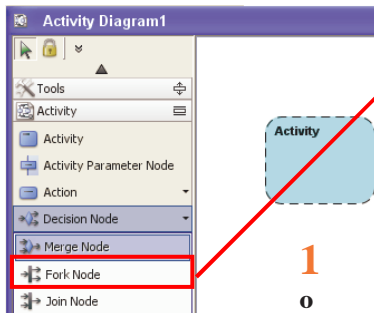 Activity Diagram1
Tools
Activity
Activity
Activity Parameter Node
Action
Decision Node
Merge Node
Fork Node
Join Node
Activity
1
o